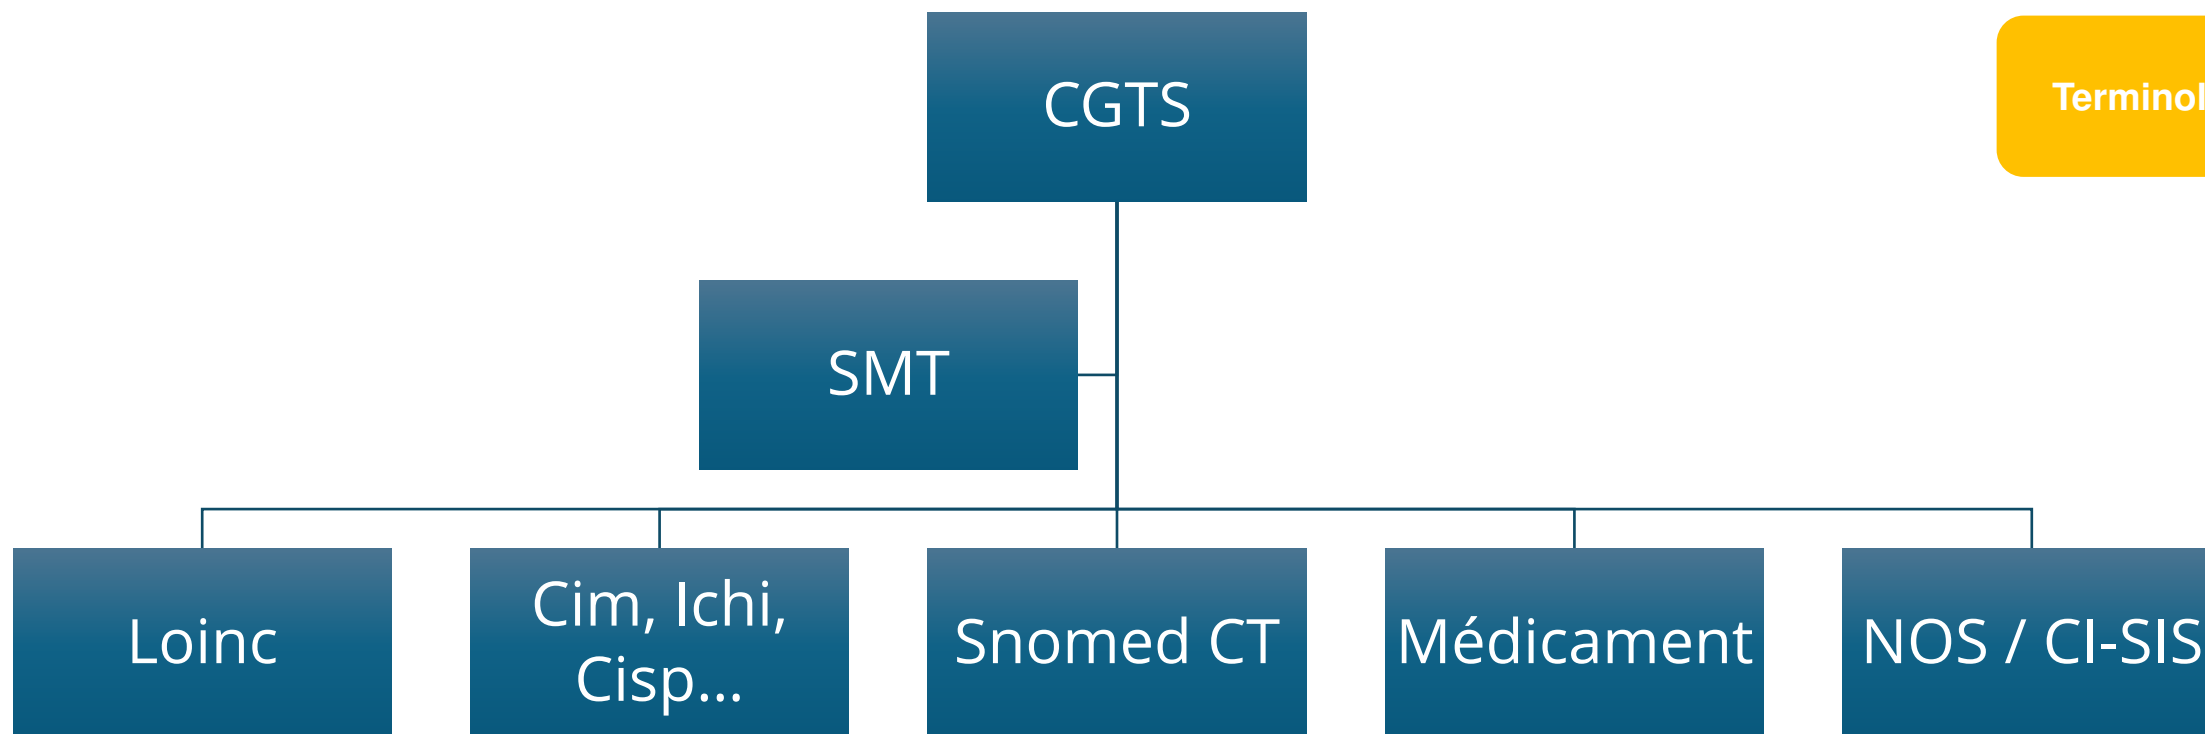 CGTS
Terminol
SMT
Loinc
Cim, Ichi,
Cisp...
Snomed CT
Médicament
NOS / CI-SIS